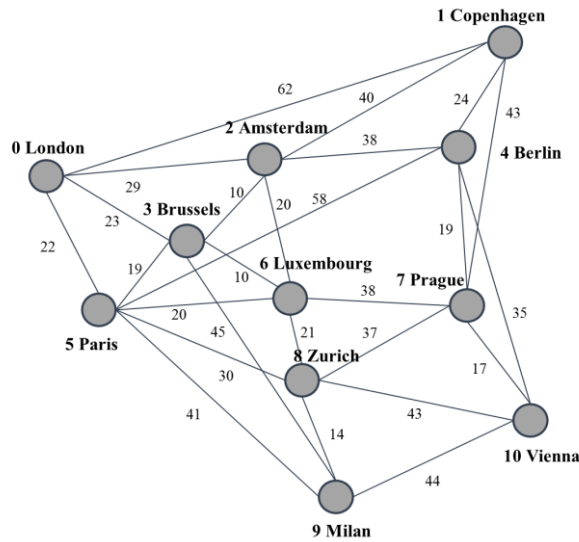 1 Copenhagen
62
40
24
43
2 Amsterdam
0 London
38
4 Berlin
29
10
58
20
23
3 Brussels
22
19
19
10
6 Luxembourg
7 Prague
20
38
35
5 Paris
45
21
37
8 Zurich
17
30
41
43
14
10 Vienna
44
9 Milan